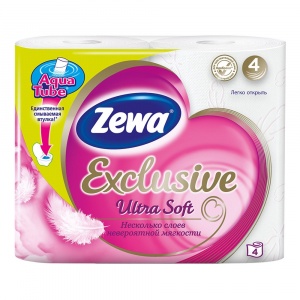 Aqua
Tube
Единственная
смываемая
втулка!*
4
Легко открыть
Zewa
Exclusive
Ultra Soft
Несколько слоев
невероятной мягкости
4